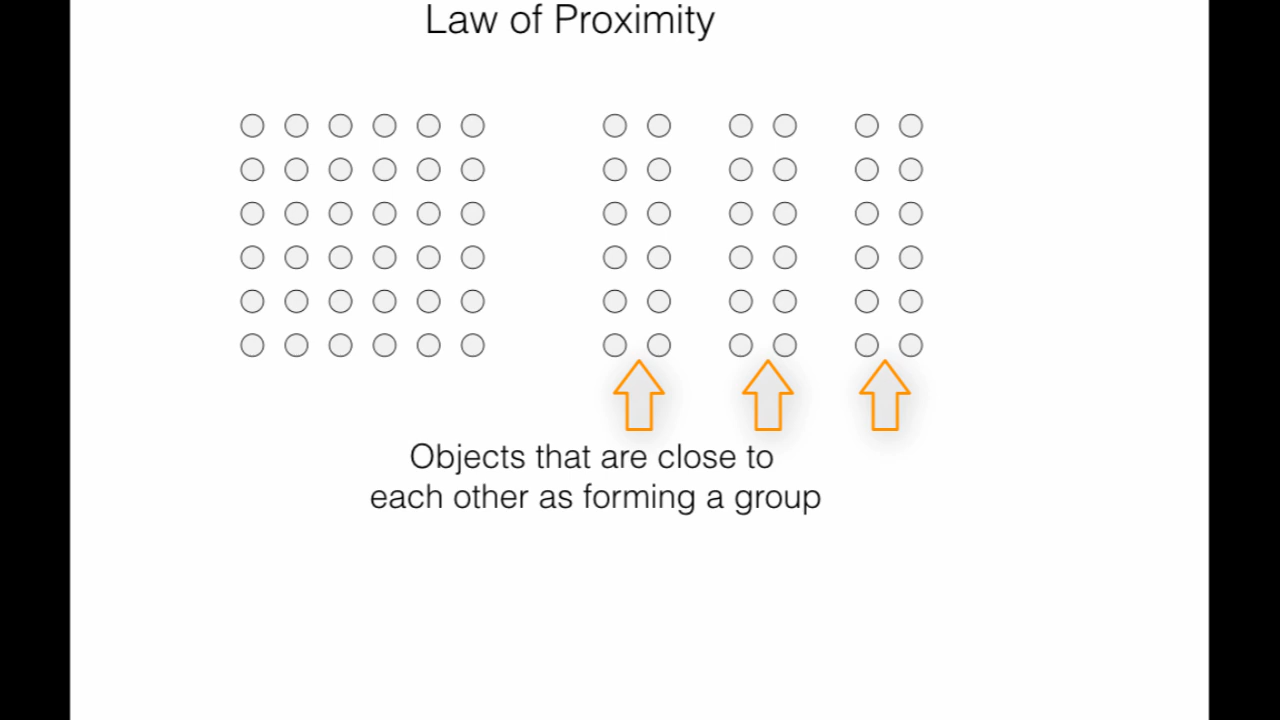 Law of Proximity
Objects that are close to
each other as forming a group